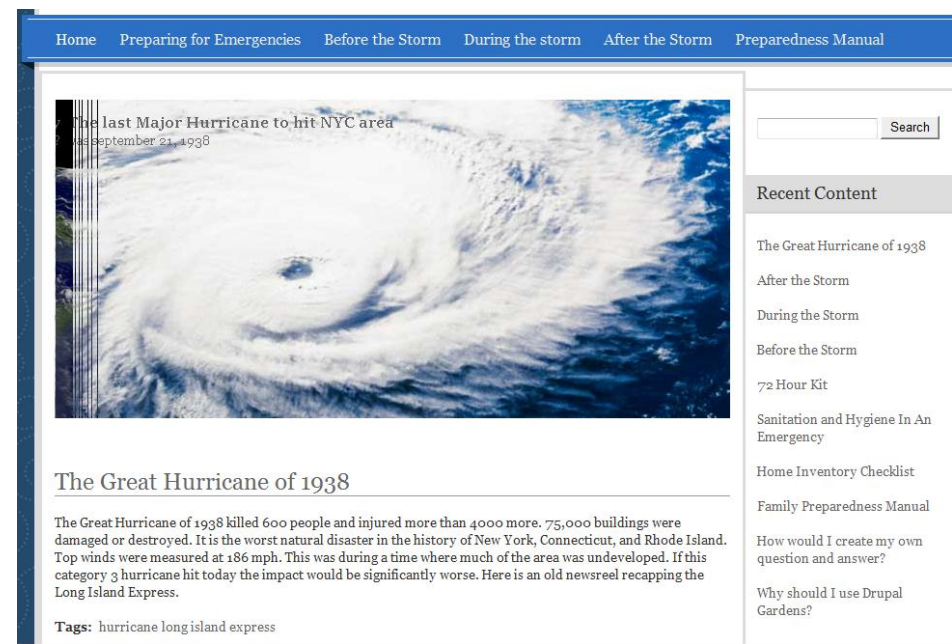 Home Preparing for Emergencies Before the Storm During the storm After the Storm Preparedness Manual
The last Major Hurricane to hit NYC area
was september 21, 1938
The Great Hurricane of 1938
The Great Hurricane of 1938 killed 600 people and injured more than 4000 more. 75,000 buildings were
damaged or destroyed. It is the worst natural disaster in the history of New York, Connecticut, and Rhode Island.
Top winds were measured at 186 mph. This was during a time where much of the area was undeveloped. If this
category 3 hurricane hit today the impact would be significantly worse. Here is an old newsreel recapping the
Long Island Express.
Tags: hurricane long island express
Search
Recent Content
The Great Hurricane of 1938
After the Storm
During the Storm
Before the Storm
72 Hour Kit
Sanitation and Hygiene In An
Emergency
Home Inventory Checklist
Family Preparedness Manual
How would I create my own
question and answer?
Why should I use Drupal
Gardens?